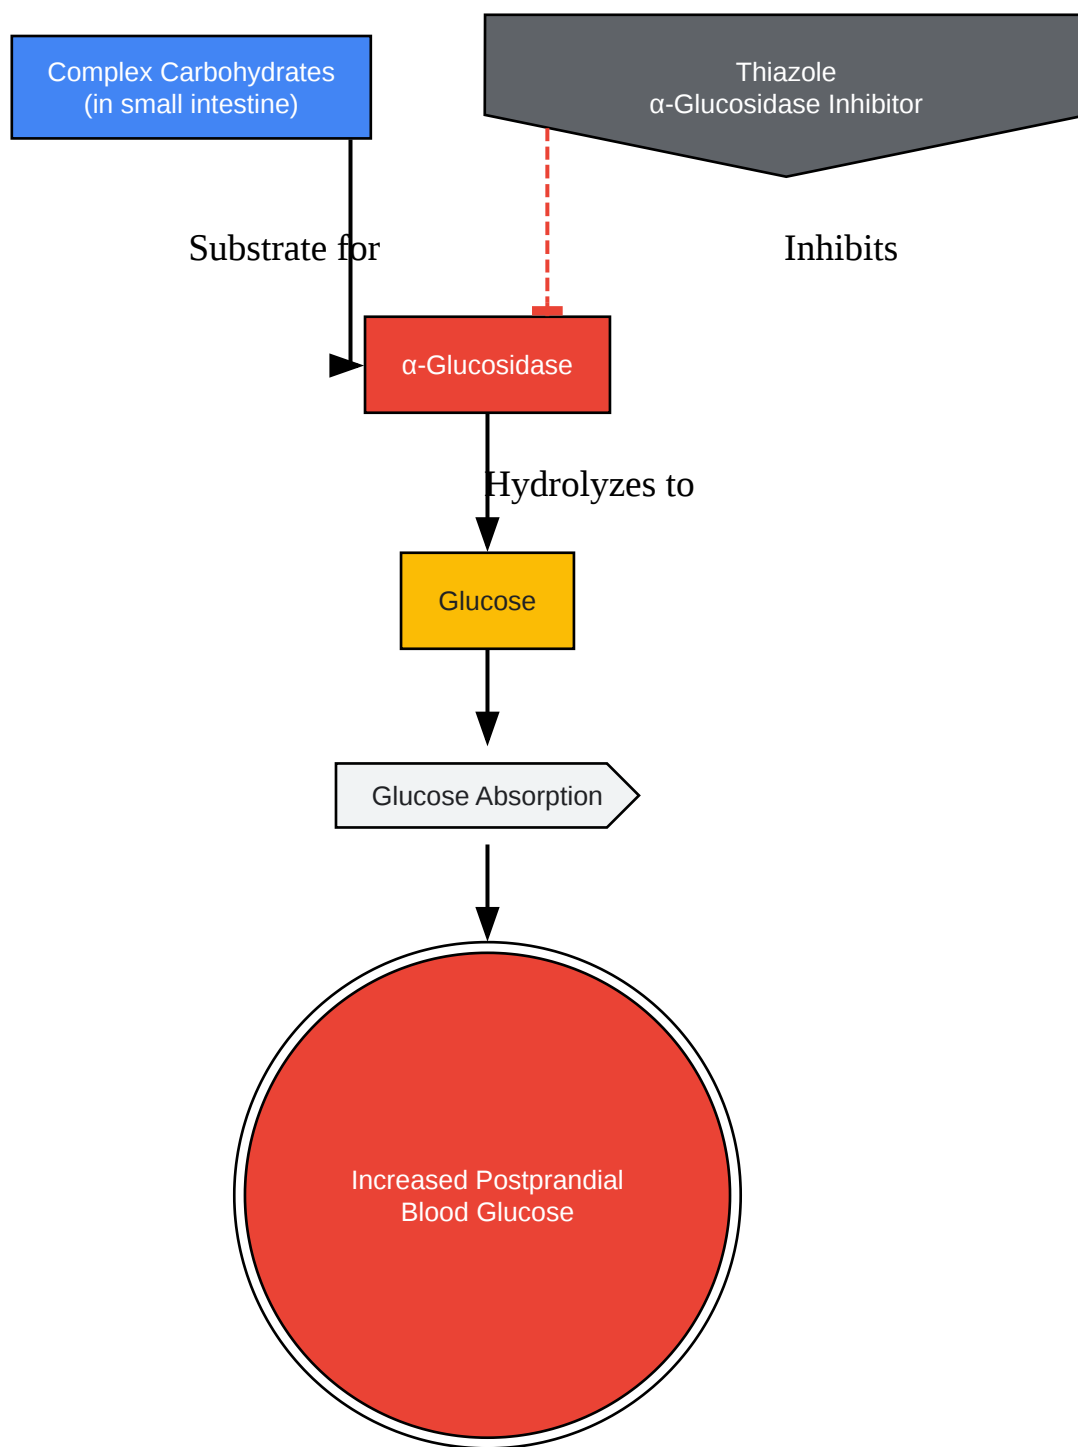 Complex Carbohydrates
(in small intestine)
Thiazole
α-Glucosidase Inhibitor
Substrate for
Inhibits
α-Glucosidase
Hydrolyzes to
Glucose
Glucose Absorption
Increased Postprandial
Blood Glucose